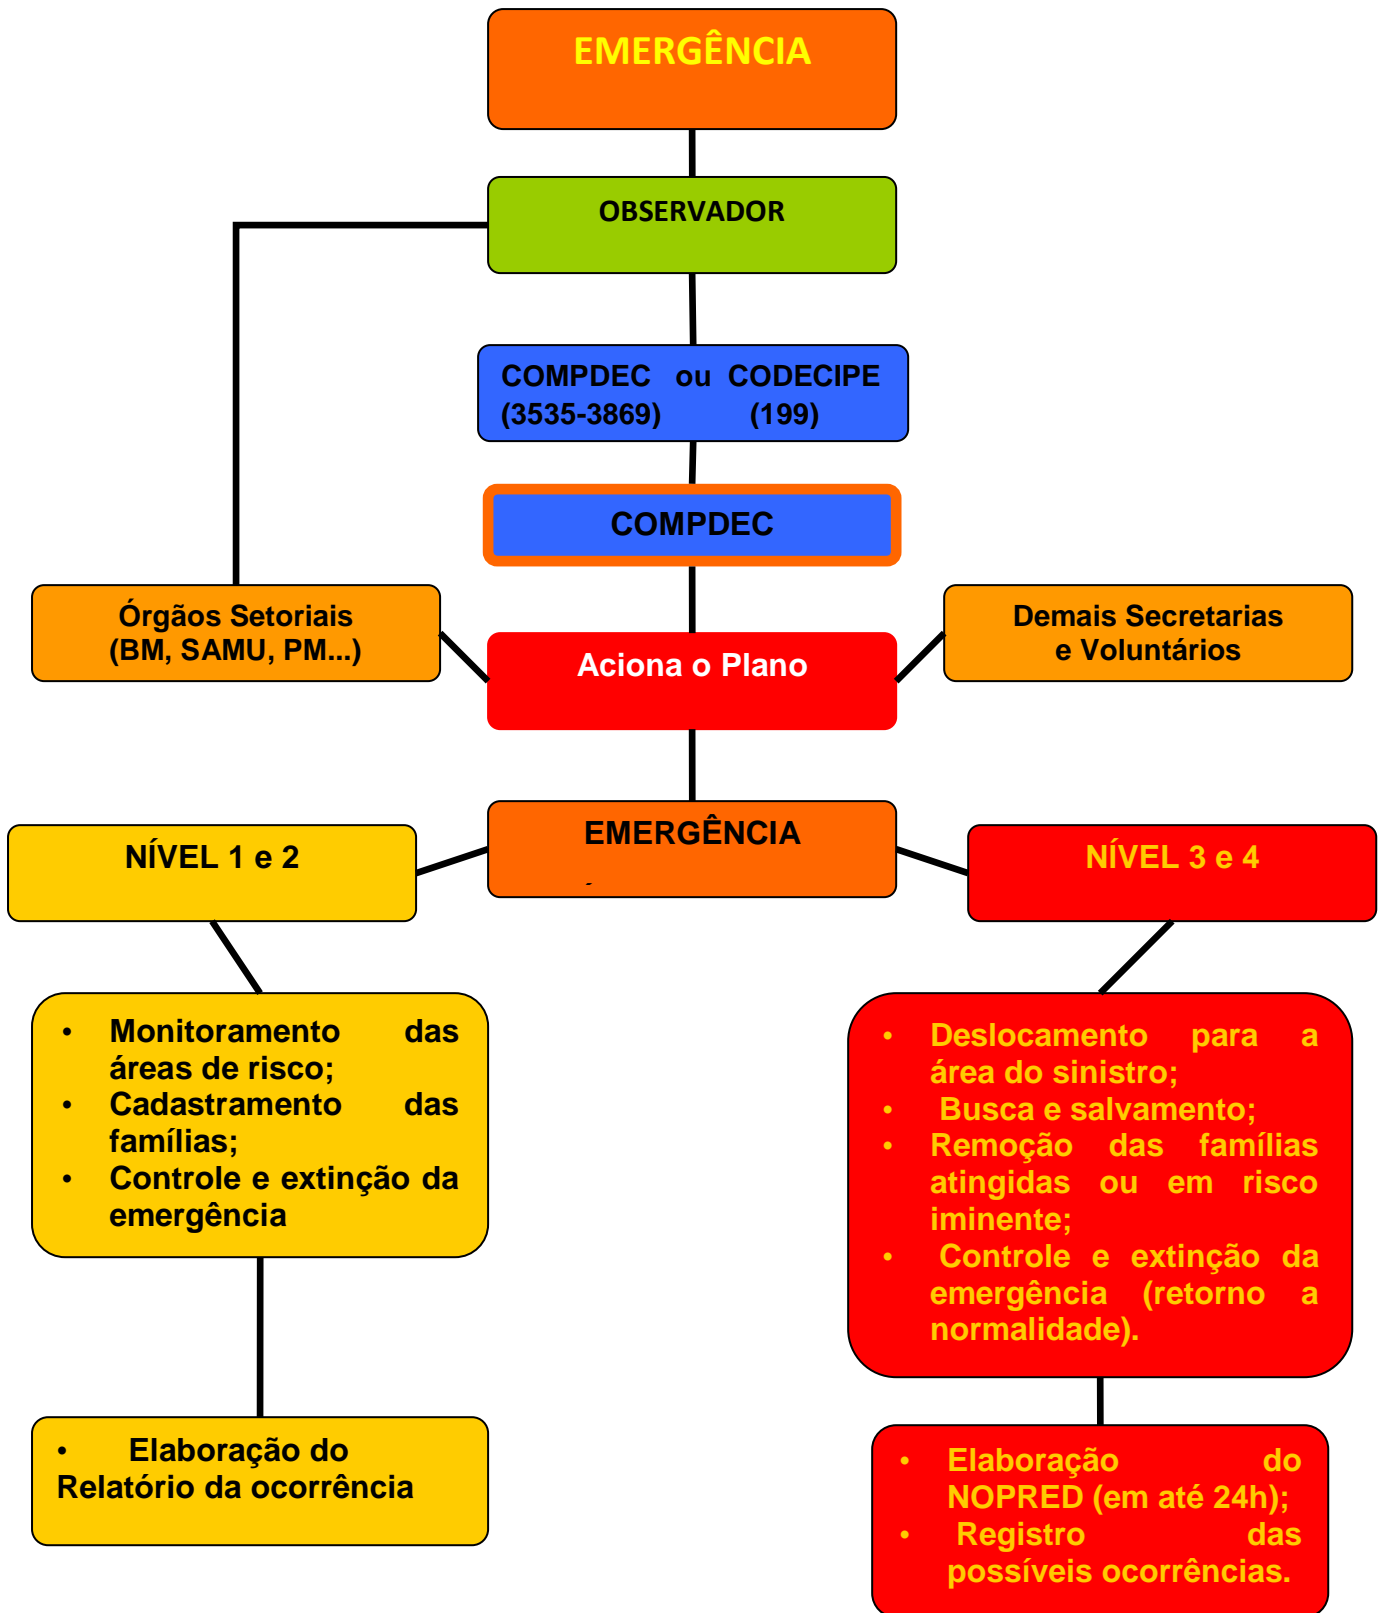 EMERGÊNCIA
OBSERVADOR
COMPDEC ou CODECIPE
(3535-3869) (199)
COMPDEC
Órgãos Setoriais
(BM, SAMU, PM...)
Aciona o Plano
Demais Secretarias
e Voluntários
EMERGÊNCIA
NÍVEL 1 e 2
NÍVEL 3 e 4
• Monitoramento das
áreas de risco;
• Cadastramento das
famílias;
• Controle e extinção da
emergência
• Deslocamento para a
área do sinistro;
• Busca e salvamento;
• Remoção das famílias
atingidas ou em risco
iminente;
• Controle e extinção da
emergência (retorno a
normalidade).
• Elaboração do
Relatório da ocorrência
• Elaboração do
NOPRED (em até 24h);
• Registro das
possíveis ocorrências.